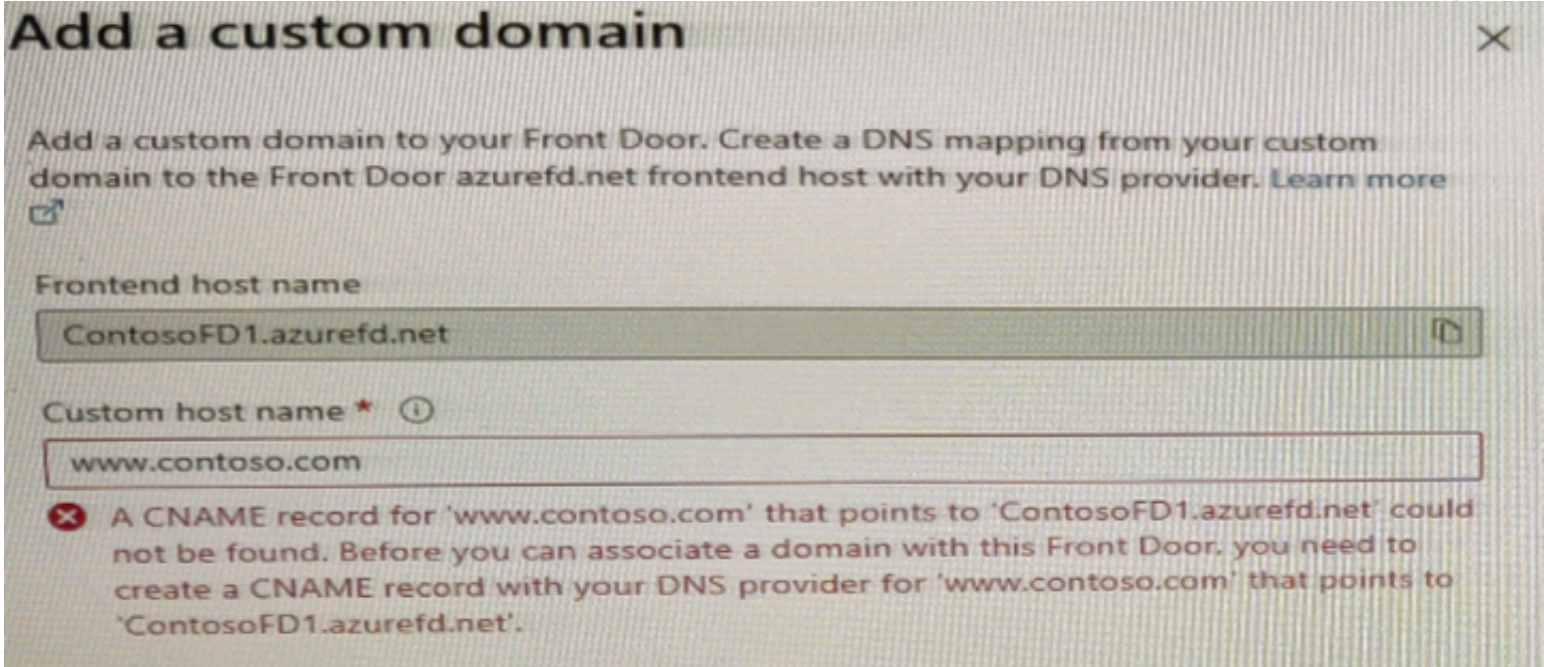 Add a custom domain
Add a custom domain to your Front Door. Create a DNS mapping from your custom
domain to the Front Door azurefd.net frontend host with your DNS provider. Learn more
Frontend host name
ContosoFD1.azurefd.net
Custom host name *
www.contoso.com
A CNAME record for 'www.contoso.com' that points to 'ContosoFD1.azurefd.net' could
not be found. Before you can associate a domain with this Front Door, you need to
create a CNAME record with your DNS provider for 'www.contoso.com' that points to
'ContosoFD1.azurefd.net'.